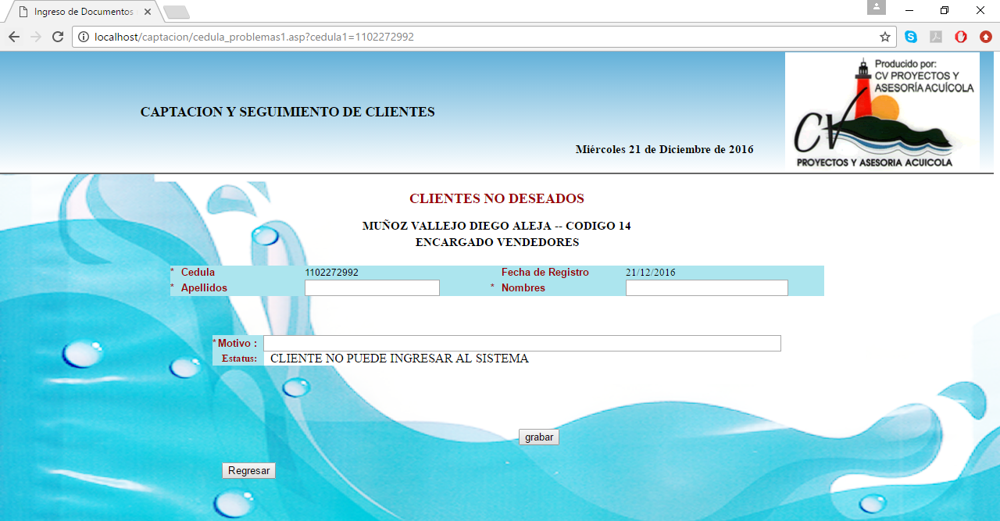 Ingreso de Documentos
localhost/captacion/cedula_problemas1.asp?cedula1=1102272992
Producido por:
CV PROYECTOS Y
ASESORÍA ACUÍCOLA
CAPTACION Y SEGUIMIENTO DE CLIENTES
Miércoles 21 de Diciembre de 2016
CV
PROYECTOS Y ASESORIA ACUICOLA
CLIENTES NO DESEADOS
MUÑOZ VALLEJO DIEGO ALEJA -- CODIGO 14
ENCARGADO VENDEDORES
* Cedula 1102272992 Fecha de Registro 21/12/2016
* Apellidos * Nombres
* Motivo :
Estatus: CLIENTE NO PUEDE INGRESAR AL SISTEMA
grabar
Regresar